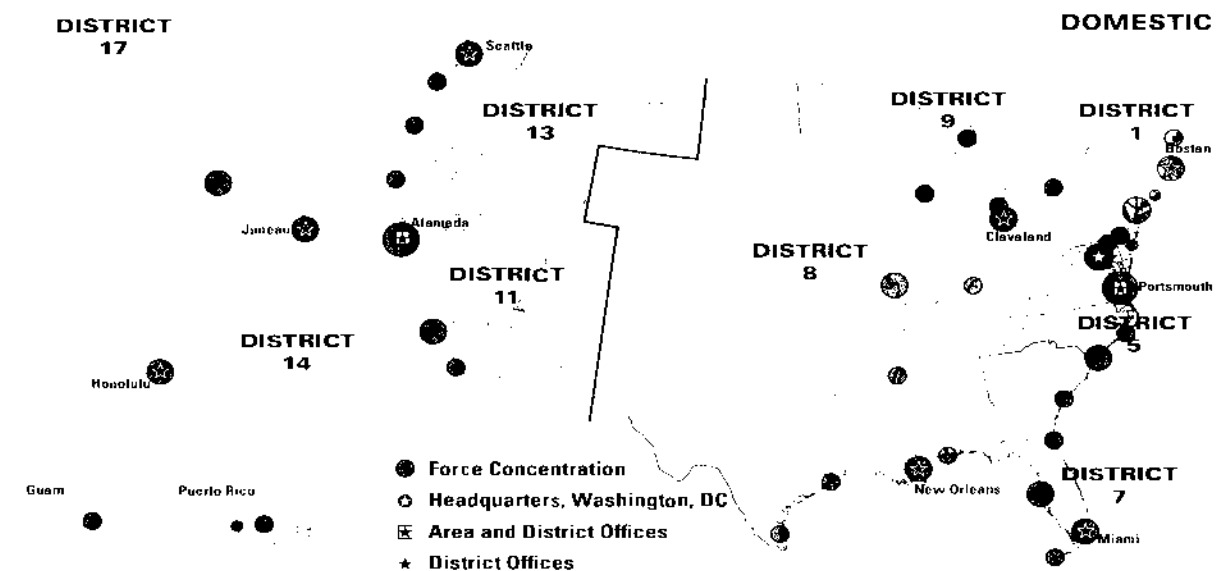 DOMESTIC
DISTRICT
17
Seattle
DISTRICT
13
DISTRICT
9
DISTRICT
1
Boston
Juneau
Alameda
Cleveland
DISTRICT
8
DISTRICT
11
Portsmouth
DISTRICT
5
DISTRICT
14
Honolulu
Force Concentration
Headquarters, Washington, DC
Area and District Offices
District Offices
New Orleans
DISTRICT
7
Miami
Guam
Puerto Rico